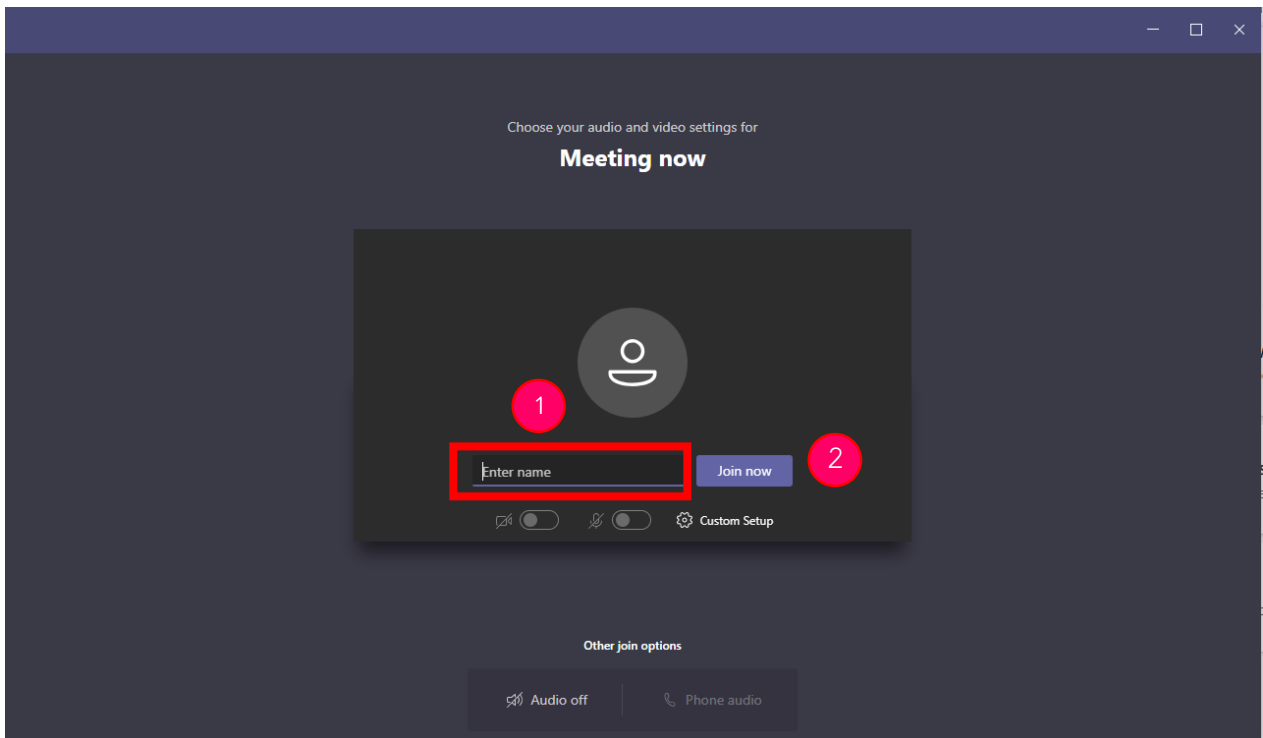 Choose your audio and video settings for
Meeting now
1
Enter name
Join now
2
Custom Setup
Other join options
Audio off
Phone audio